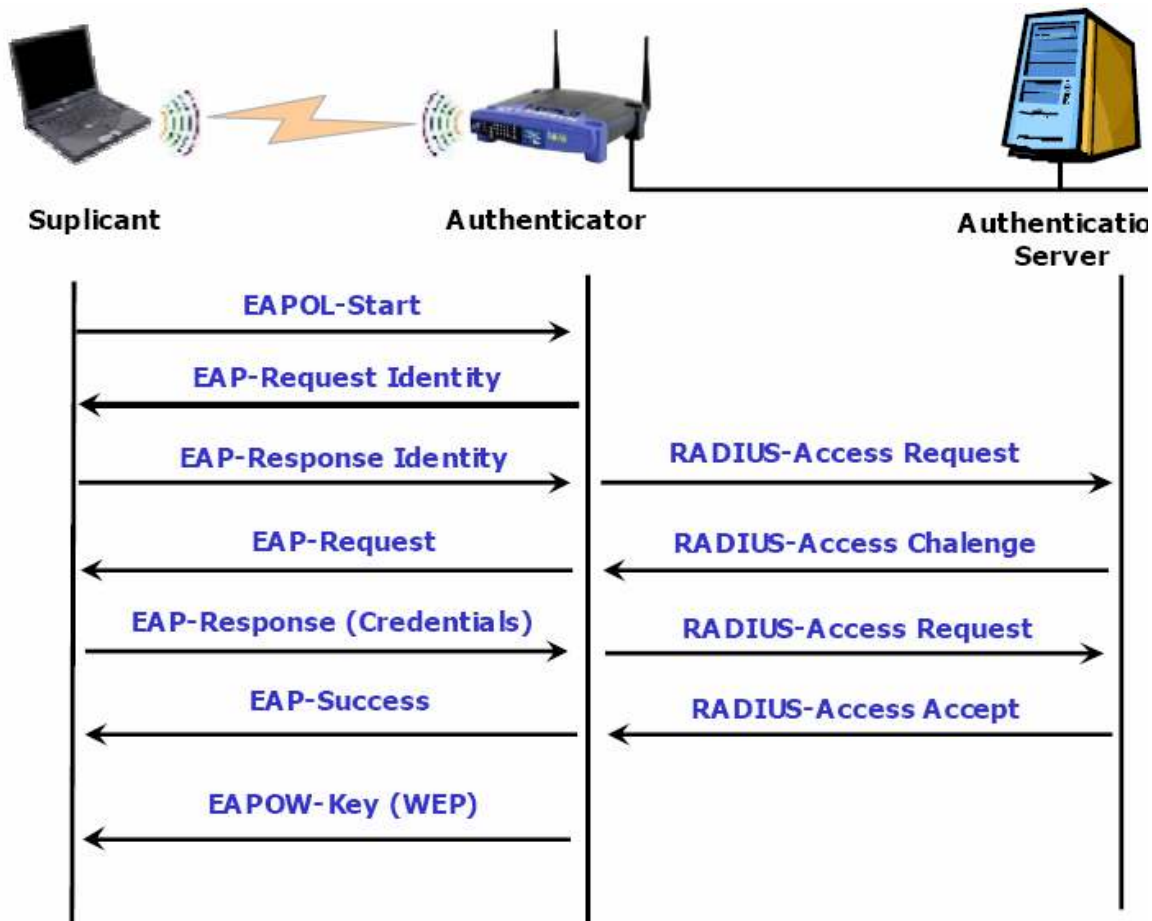 Suplicant
Authenticator
Authenticatio
Server
EAPOL-Start
EAP-Request Identity
EAP-Response Identity
RADIUS-Access Request
EAP-Request
RADIUS-Access Chalenge
EAP-Response (Credentials)
RADIUS-Access Request
EAP-Success
RADIUS-Access Accept
EAPOW-Key (WEP)